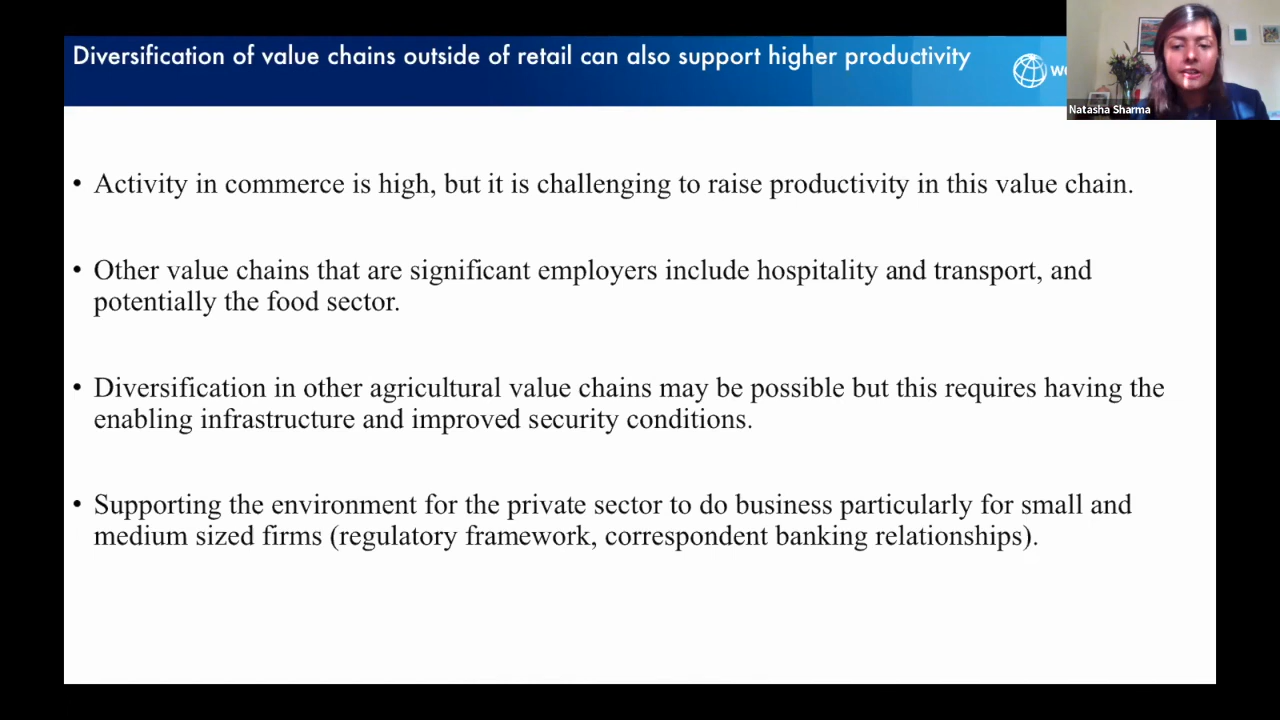 Diversification of value chains outside of retail can also support higher productivity
Natasha Sharma
• Activity in commerce is high, but it is challenging to raise productivity in this value chain.
• Other value chains that are significant employers include hospitality and transport, and
potentially the food sector.
• Diversification in other agricultural value chains may be possible but this requires having the
enabling infrastructure and improved security conditions.
• Supporting the environment for the private sector to do business particularly for small and
medium sized firms (regulatory framework, correspondent banking relationships).